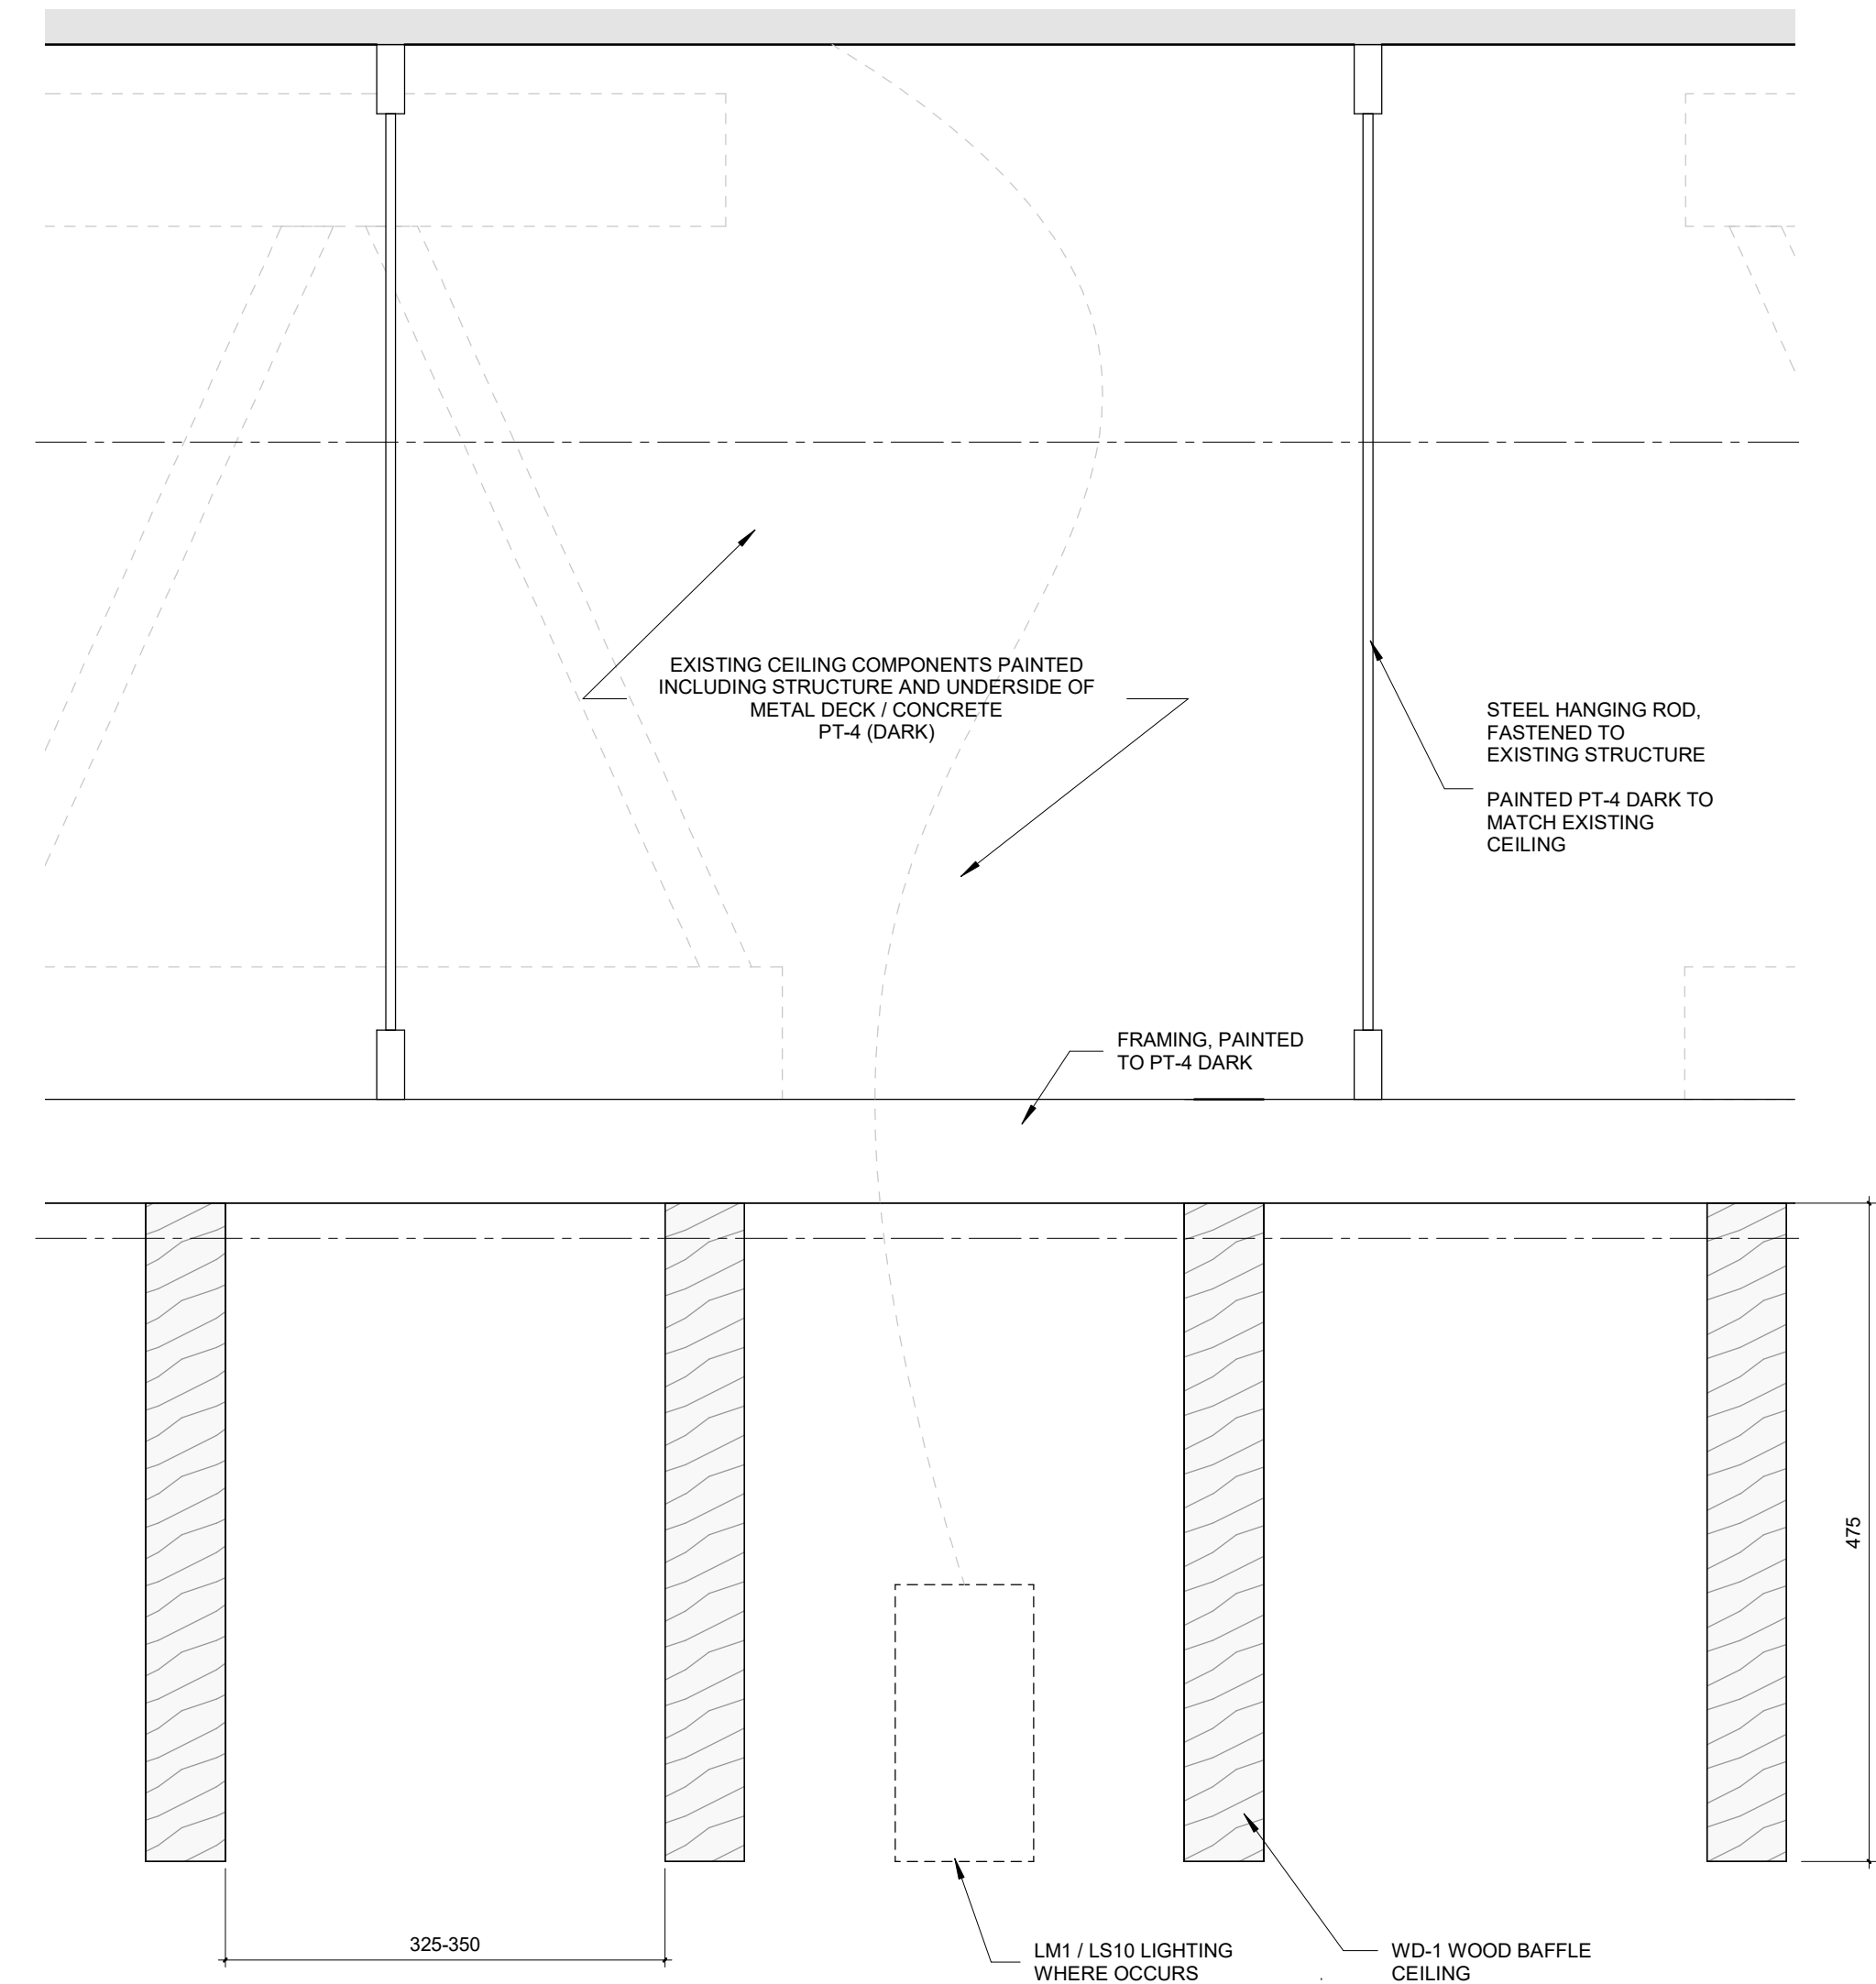 EXISTING CEILING COMPONENTS PAINTED
INCLUDING STRUCTURE AND UNDERSIDE OF
METAL DECK / CONCRETE
PT-4 (DARK)
STEEL HANGING ROD,
FASTENED TO
EXISTING STRUCTURE
PAINTED PT-4 DARK TO
MATCH EXISTING
CEILING
FRAMING, PAINTED
TO PT-4 DARK
475
325-350
LM1 / LS10 LIGHTING
WHERE OCCURS
WD-1 WOOD BAFFLE
CEILING